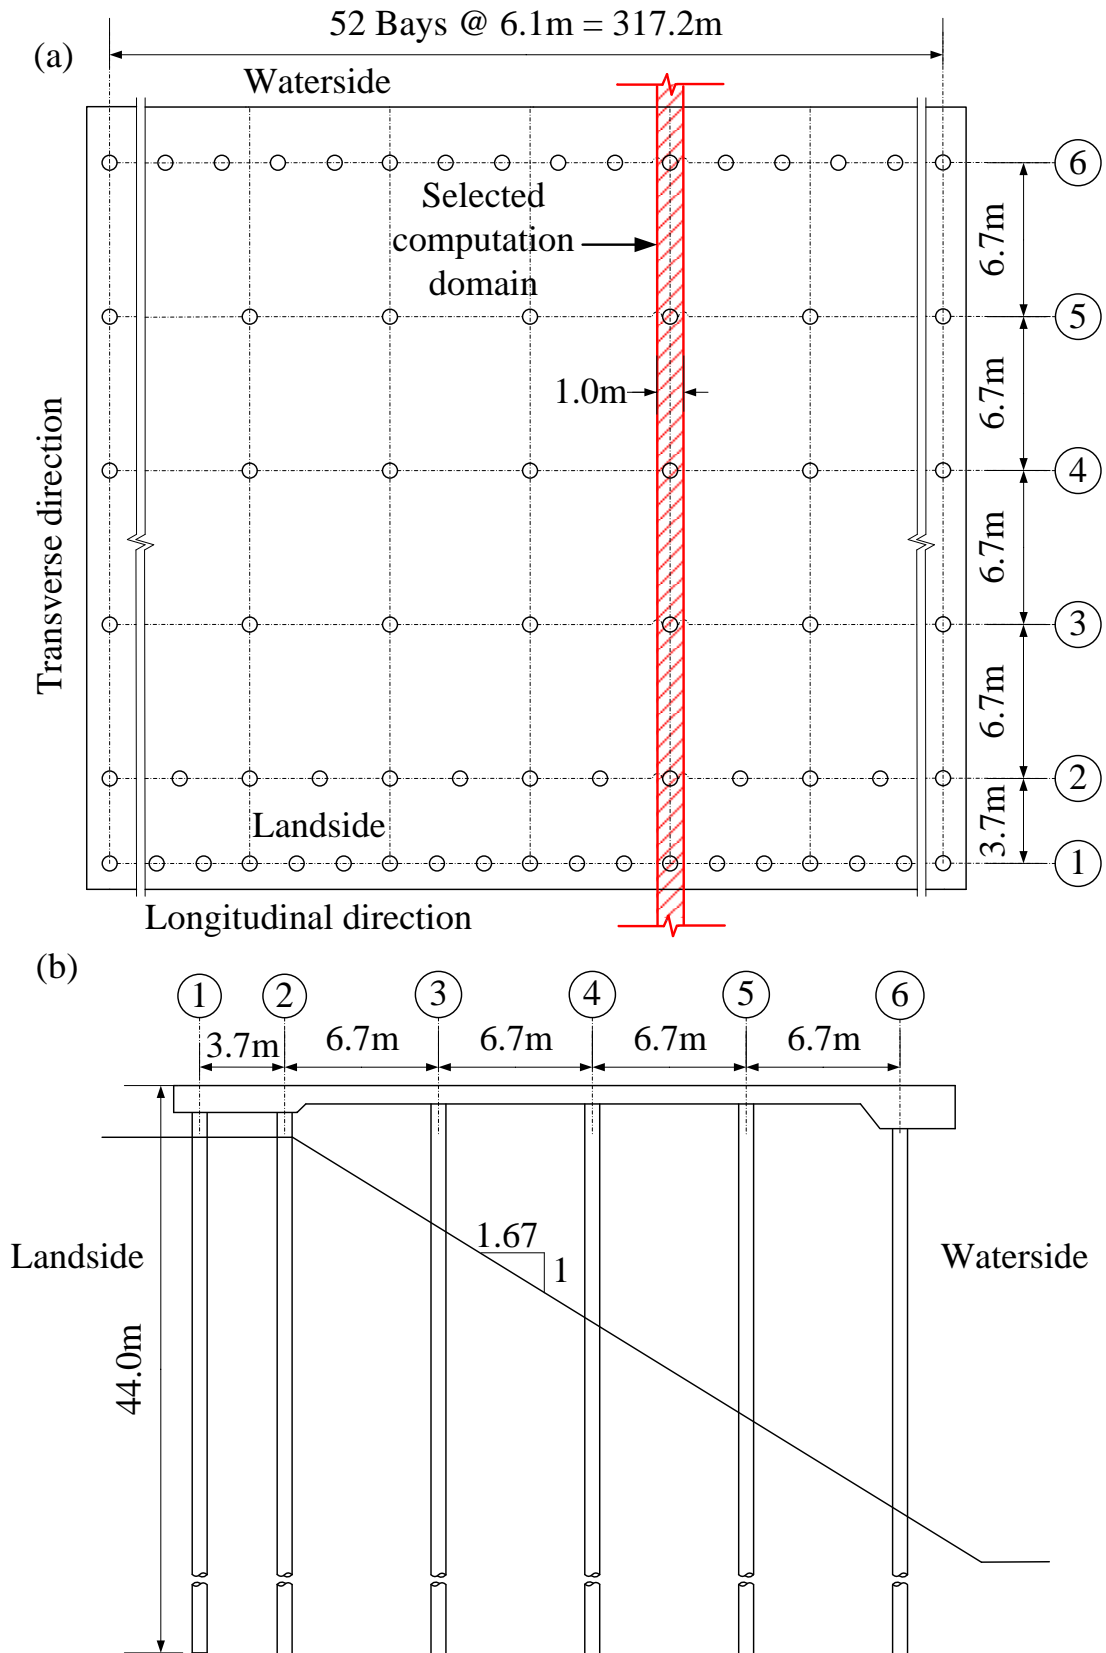 52 Bays @ 6.1m = 317.2m
(a)
Waterside
6
Selected
computation
domain
6.7m
5
1.0m
6.7m
4
Transverse direction
6.7m
3
6.7m
2
Landside
3.7m
1
Longitudinal direction
(b)
1 2 3 4 5 6
3.7m 6.7m 6.7m 6.7m 6.7m
1.67
1
Landside
Waterside
44.0m